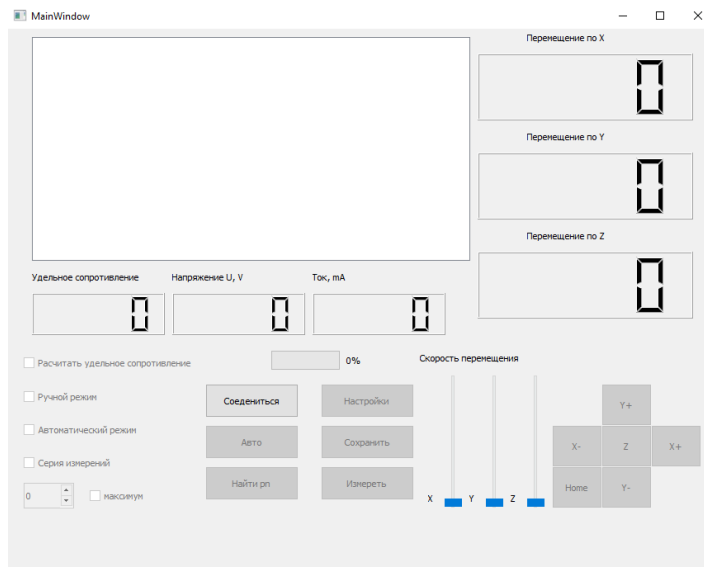 MainWindow
Перемещение по X
0
Перемещение по Y
0
Перемещение по Z
0
Удельное сопротивление
Напряжение U, V
Ток, mA
0
0
0
Расчитать удельное сопротивление
0%
Скорость перемещения
Ручной режим
Соедениться
Настройки
Y+
Автоматический режим
Авто
Сохранить
X-
Z
X+
Серия измерений
Найти pn
Измереть
Home
Y-
0
максимум
X
Y
Z